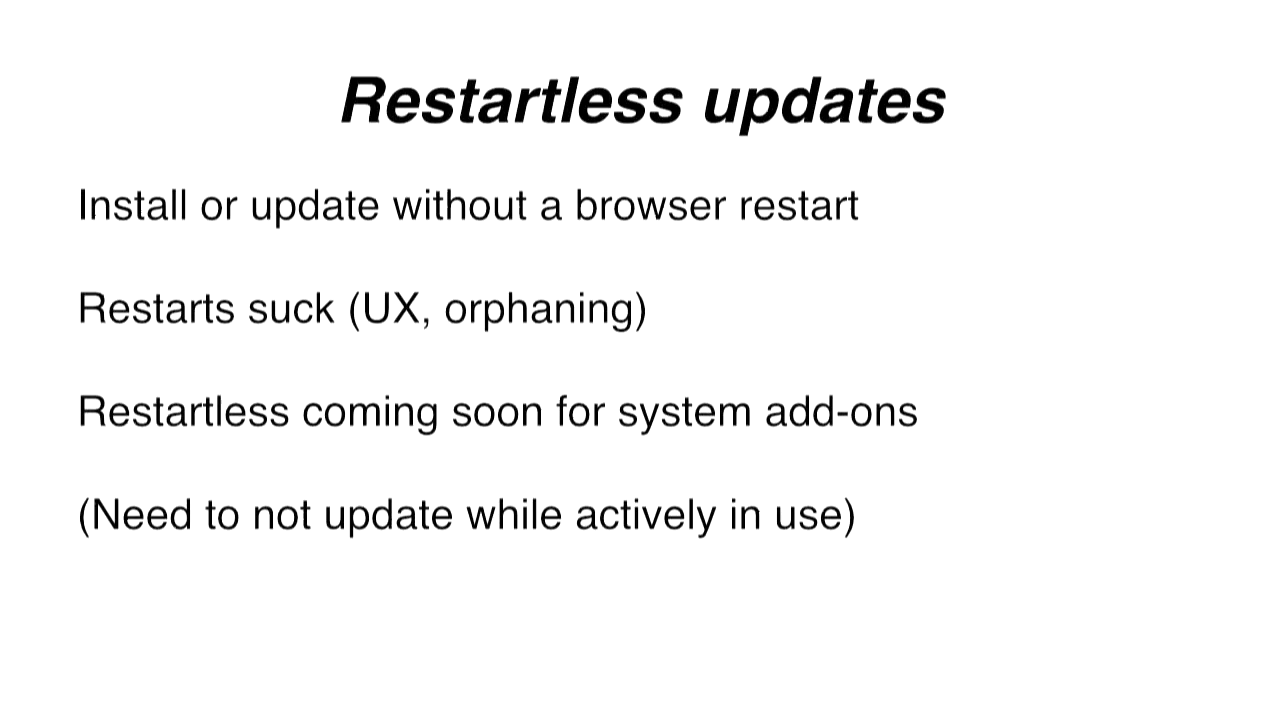 Restartless updates
Install or update without a browser restart
Restarts suck (UX, orphaning)
Restartless coming soon for system add-ons
(Need to not update while actively in use)